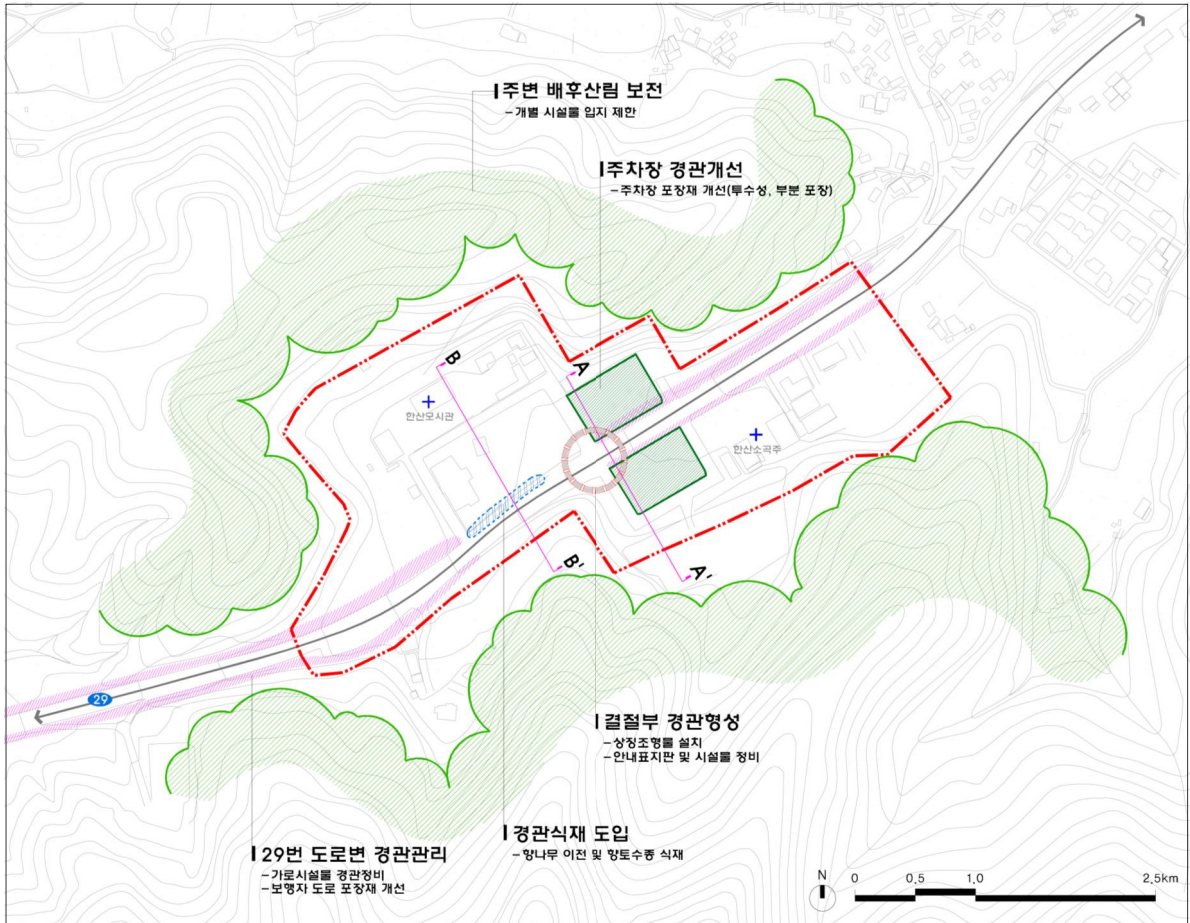 주변 배후산림 보전
-개별 시설물 입지 제한
주차장 경관개선
-주차장 포장재 개선(투수성, 부분 포장)
B
A
한산모시관
한산소곡주
B'
A'
29
결절부 경관형성
-상징조형물 설치
-안내표지판 및 시설물 정비
경관식재 도입
-향나무 이전 및 향토수종 식재
29번 도로변 경관관리
-가로시설물 경관정비
-보행자 도로 포장재 개선
N
0 0.5 1.0 2.5km